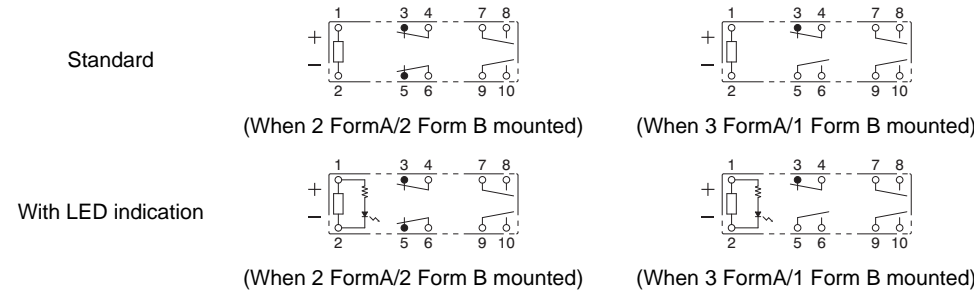 1 3 4 7 8 1 3 4 7 8
+ +
Standard
− −
2 5 6 9 10 2 5 6 9 10
(When 2 FormA/2 Form B mounted) (When 3 FormA/1 Form B mounted)
1 3 4 7 8 1 3 4 7 8
+ +
With LED indication
− −
2 5 6 9 10 2 5 6 9 10
(When 2 FormA/2 Form B mounted) (When 3 FormA/1 Form B mounted)